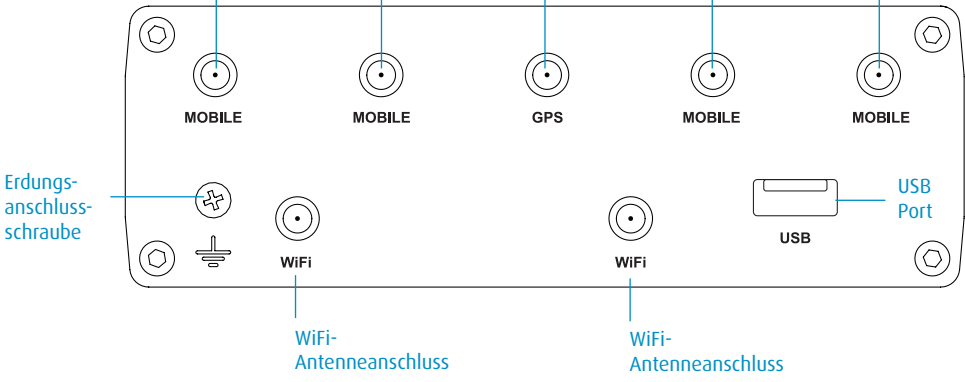 MOBILE MOBILE GPS MOBILE MOBILE
Erdungs-
anschluss-
schraube
USB
Port
USB
WiFi WiFi
WiFi-
Antenneanschluss
WiFi-
Antenneanschluss